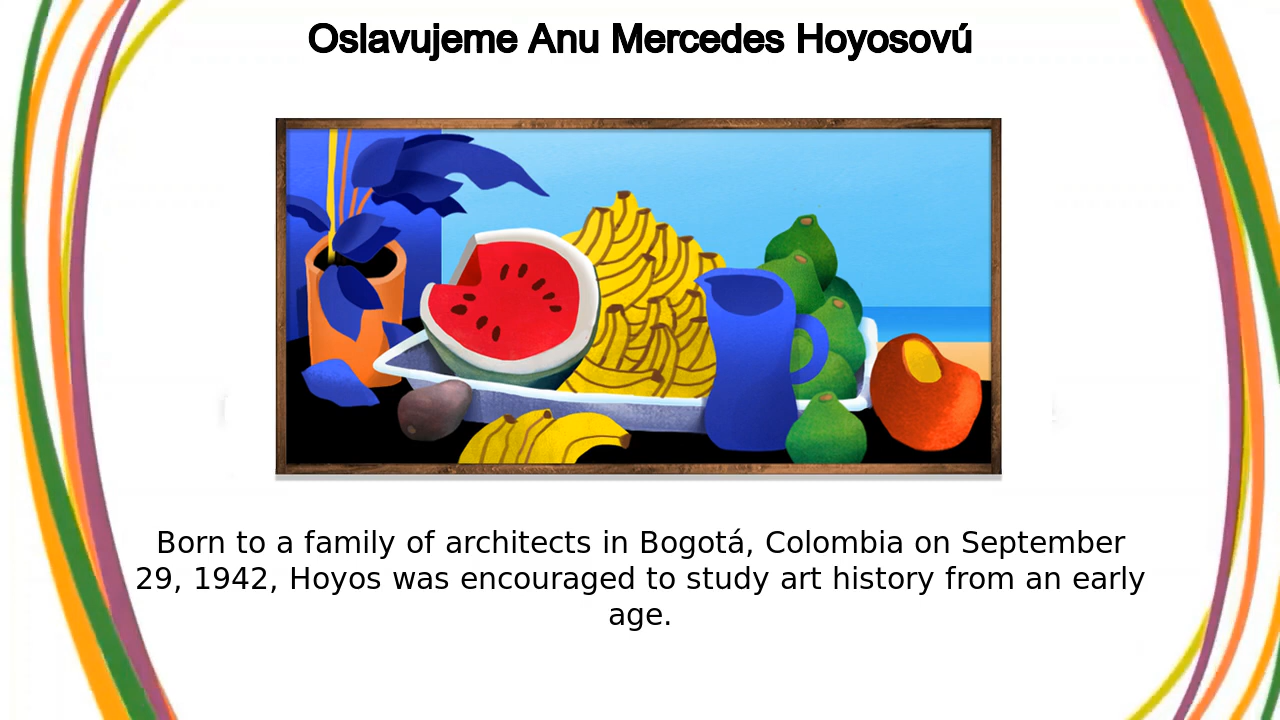 Oslavujeme Anu Mercedes Hoyosovú
Born to a family of architects in Bogotá, Colombia on September
29, 1942, Hoyos was encouraged to study art history from an early
age.